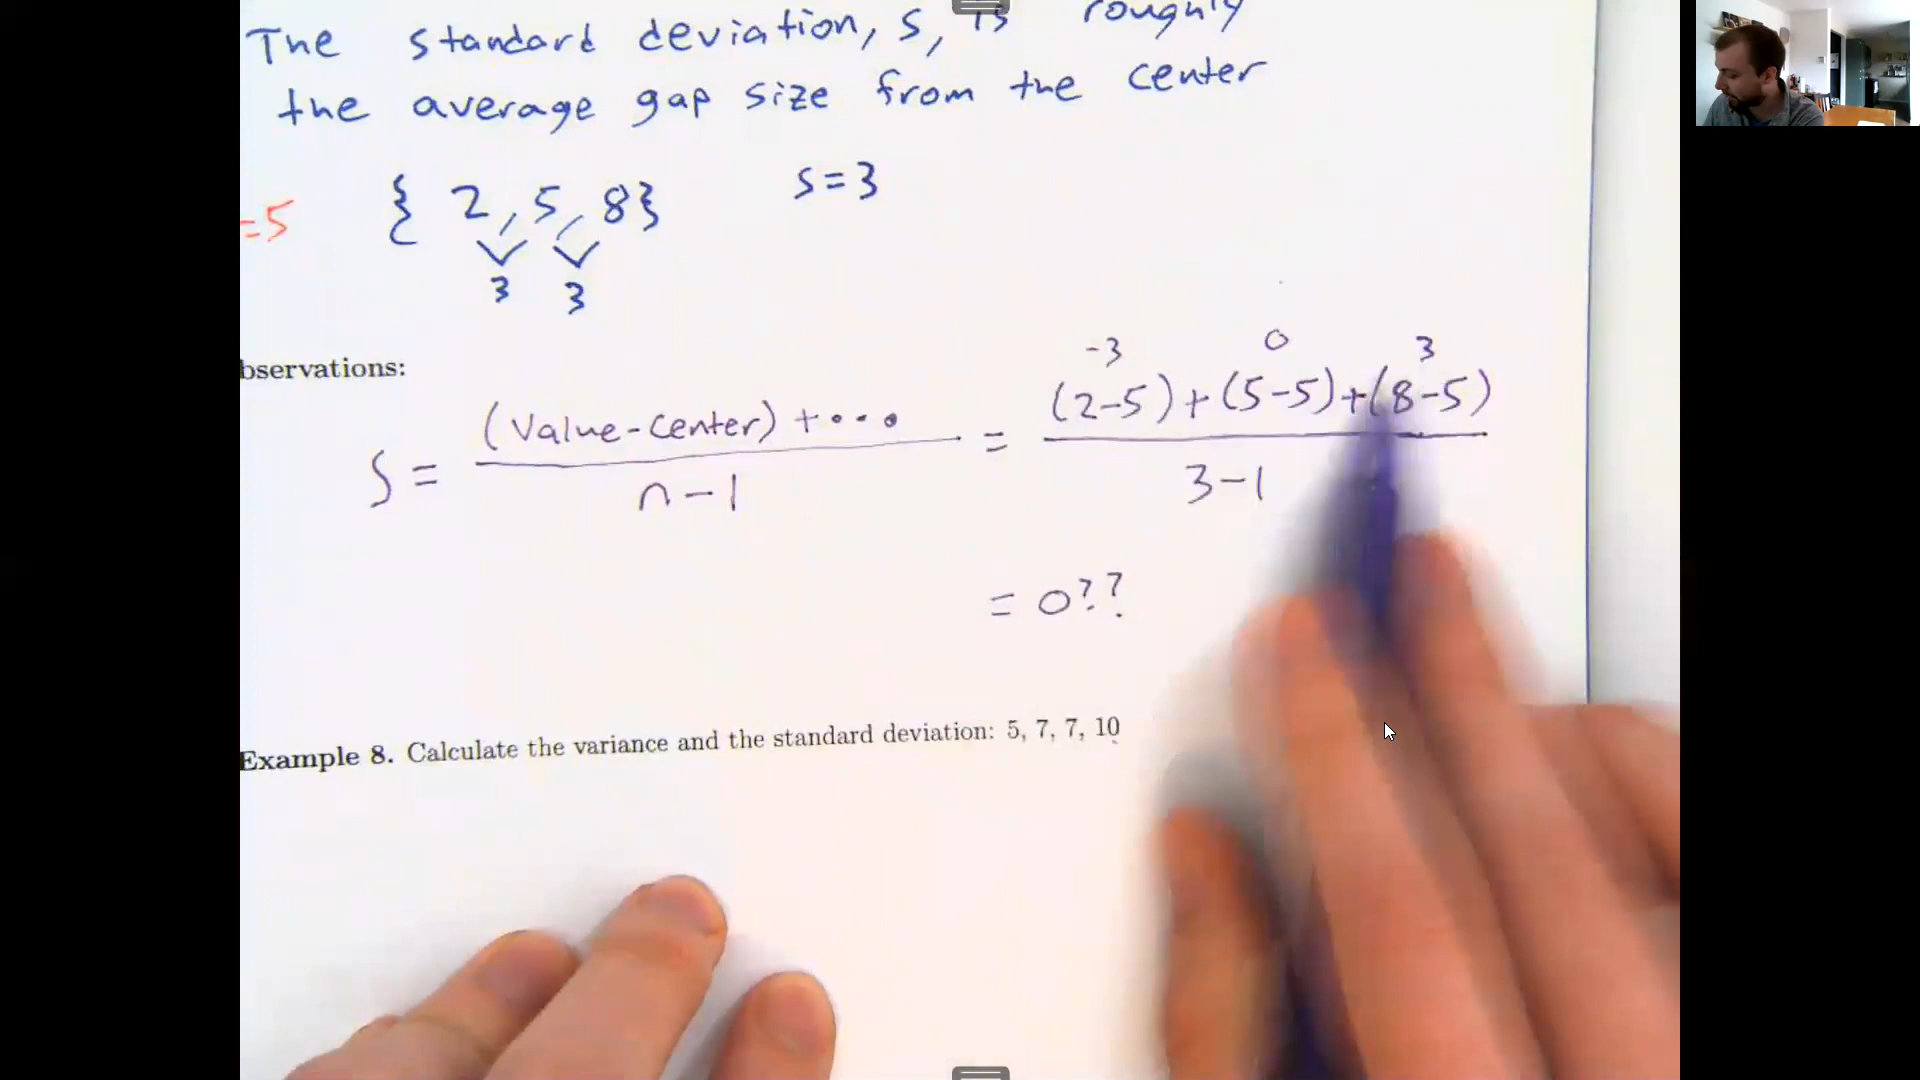 The standard deviation, s, is roughly
the average gap size from the center
=5 { 2, 5, 8} s=3
3 3
bservations:
-3 0 3
S = (Value-center) + ••• / n-1 = (2-5)+(5-5)+(8-5) / 3-1
= 0??
Example 8. Calculate the variance and the standard deviation: 5, 7, 7, 10